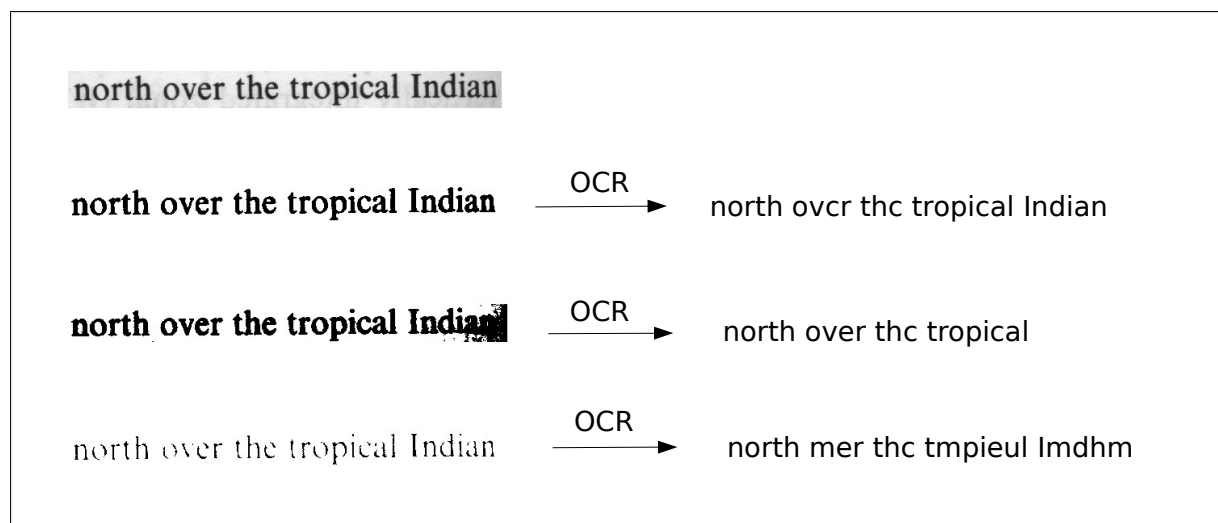 north over the tropical Indian
north over the tropical Indian OCR north ovcr thc tropical Indian
north over the tropical Indian OCR north over thc tropical
north over the tropical Indian OCR north mer thc tmpieul Imdhm